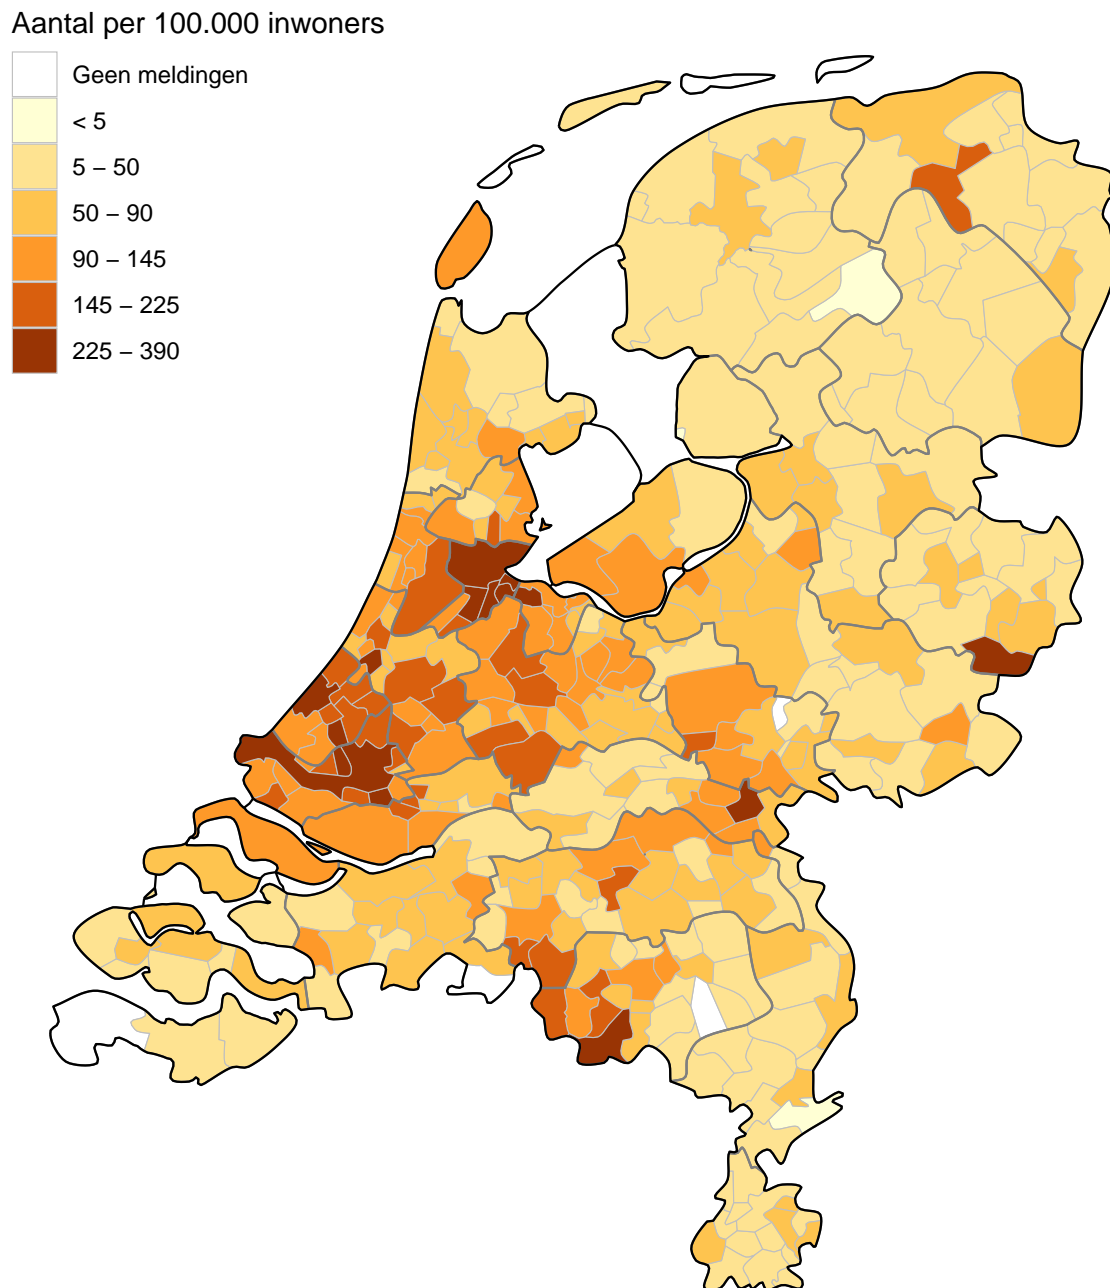 Aantal per 100.000 inwoners
Geen meldingen
< 5
5 – 50
50 – 90
90 – 145
145 – 225
225 – 390